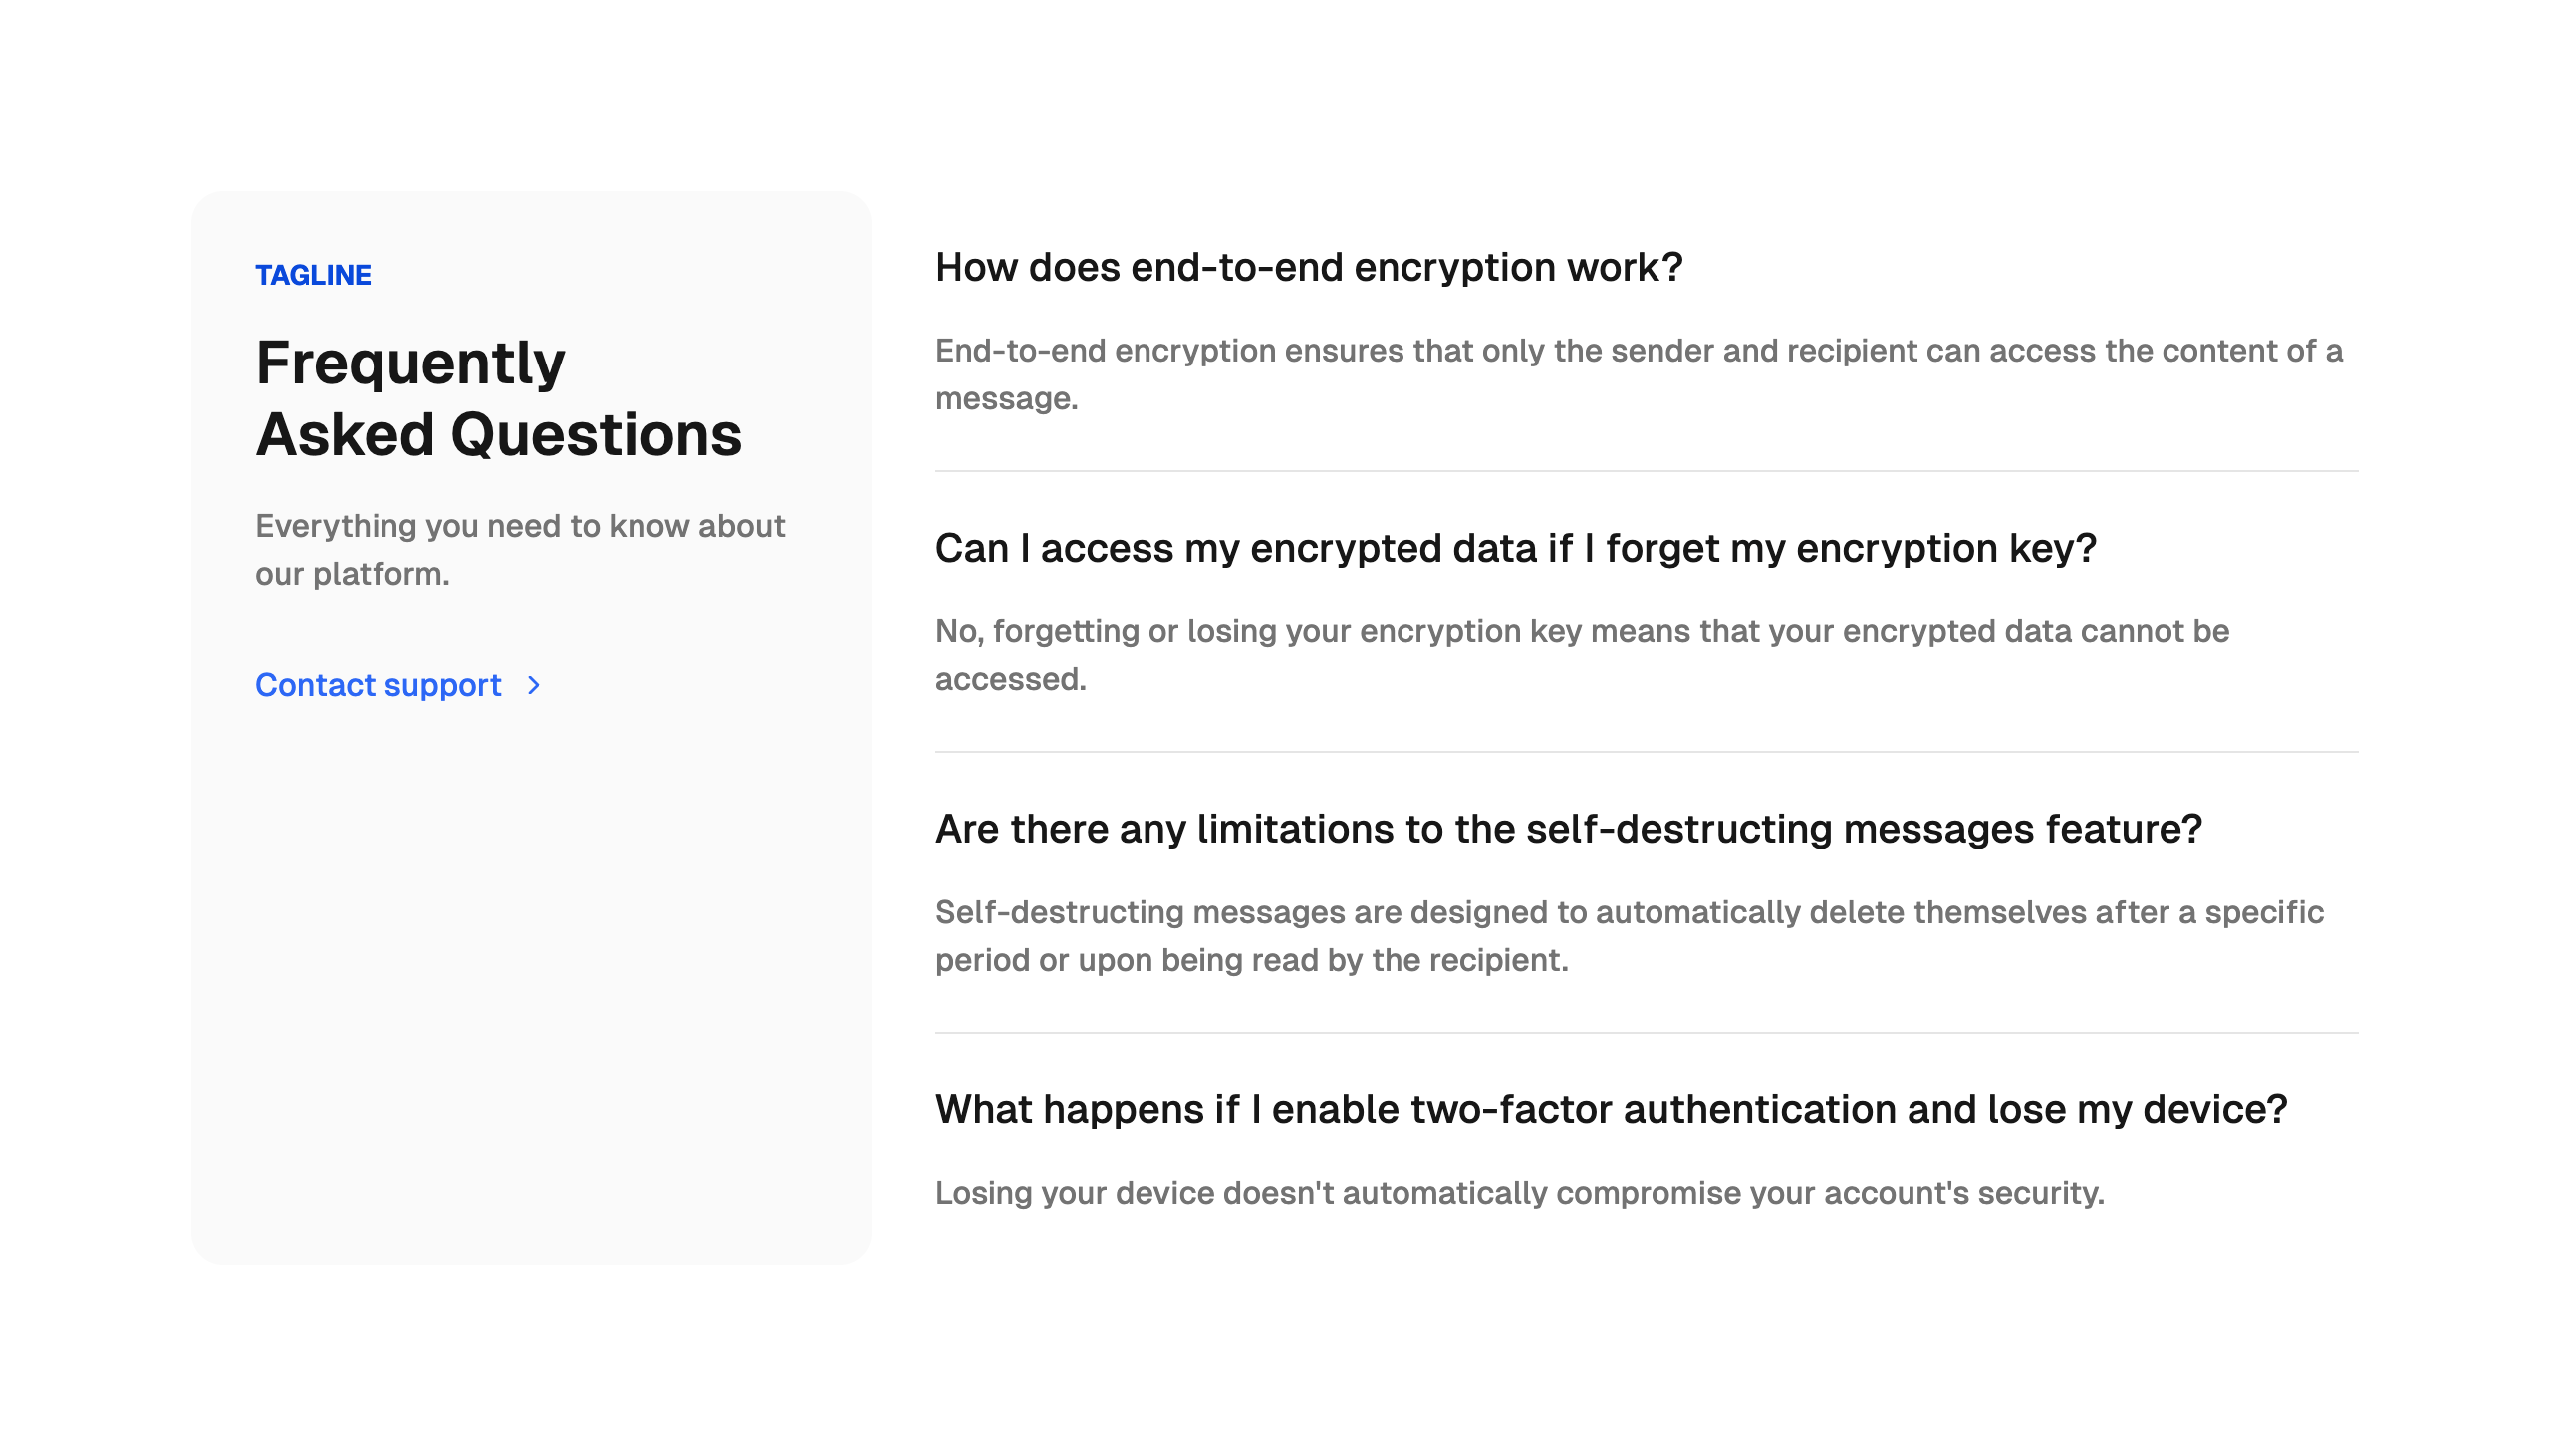 TAGLINE
Frequently
Asked Questions
Everything you need to know about
our platform.
Contact support
How does end-to-end encryption work?
End-to-end encryption ensures that only the sender and recipient can access the content of a
message.
Can I access my encrypted data if I forget my encryption key?
No, forgetting or losing your encryption key means that your encrypted data cannot be
accessed.
Are there any limitations to the self-destructing messages feature?
Self-destructing messages are designed to automatically delete themselves after a specific
period or upon being read by the recipient.
What happens if I enable two-factor authentication and lose my device?
Losing your device doesn't automatically compromise your account's security.